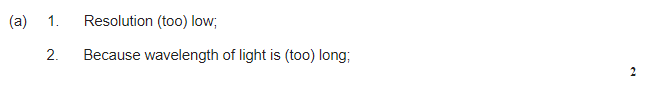 (a) 1. Resolution (too) low;
2. Because wavelength of light is (too) long;
2